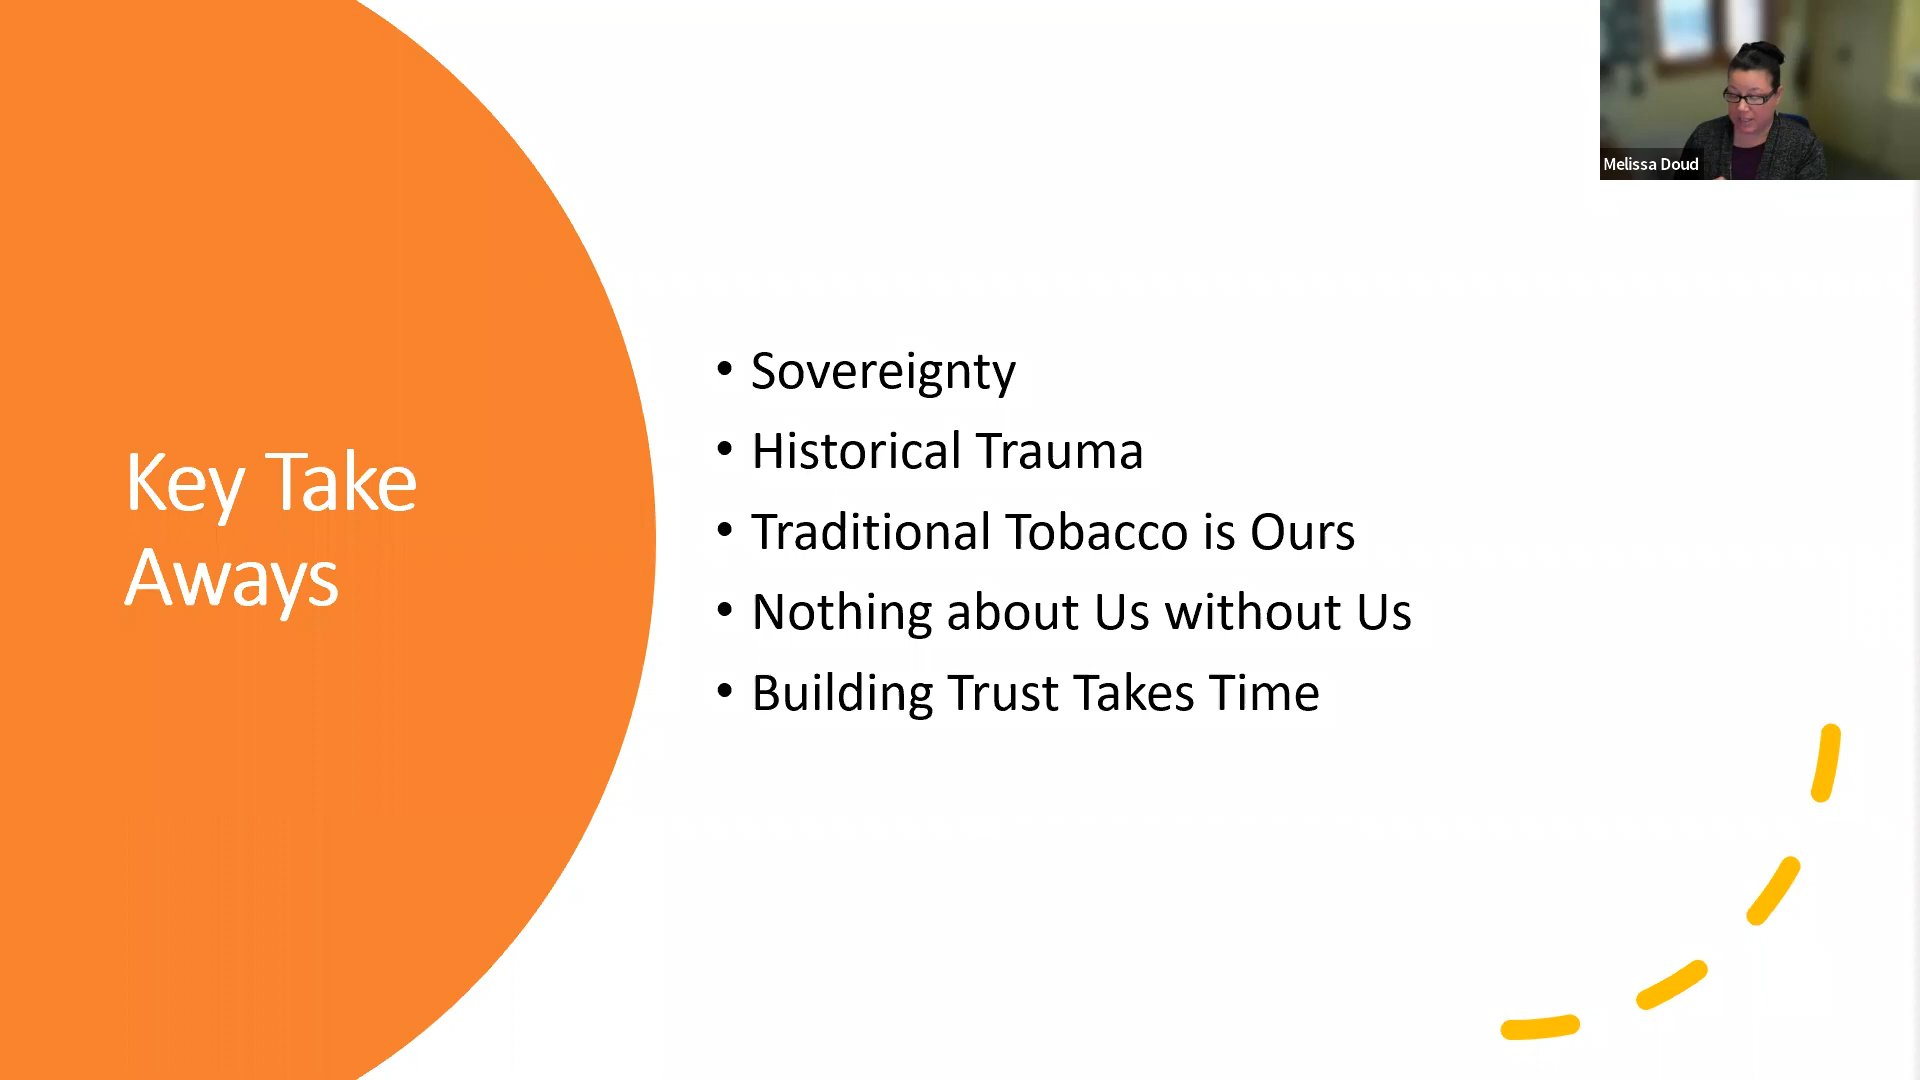 Melissa Doud
Key Take
Aways
• Sovereignty
• Historical Trauma
• Traditional Tobacco is Ours
• Nothing about Us without Us
• Building Trust Takes Time